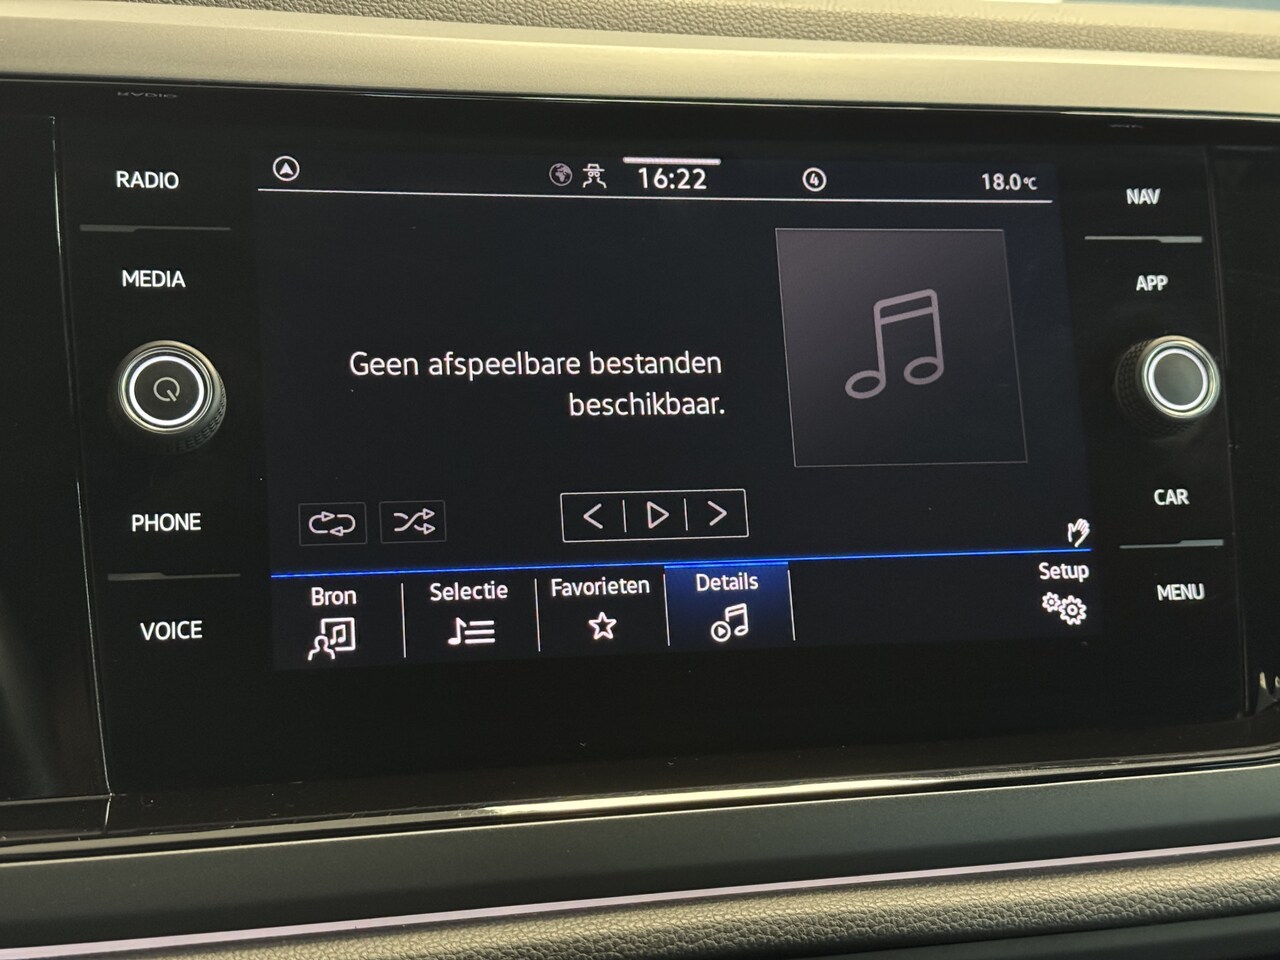 RADIO
MEDIA
PHONE
VOICE
16:22
4
18.0°C
Geen afspeelbare bestanden
beschikbaar.
Bron
Selectie
Favorieten
Details
Setup
NAV
APP
CAR
MENU